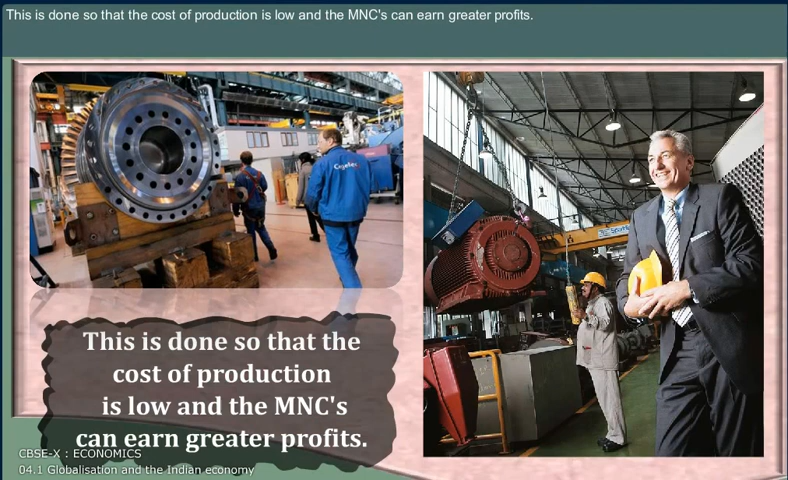 This is done so that the cost of production is low and the MNC's can earn greater profits.
This is done so that the
cost of production
is low and the MNC's
can earn greater profits.
CBSE-X : ECONOMICS
04.1 Globalisation and the Indian economy